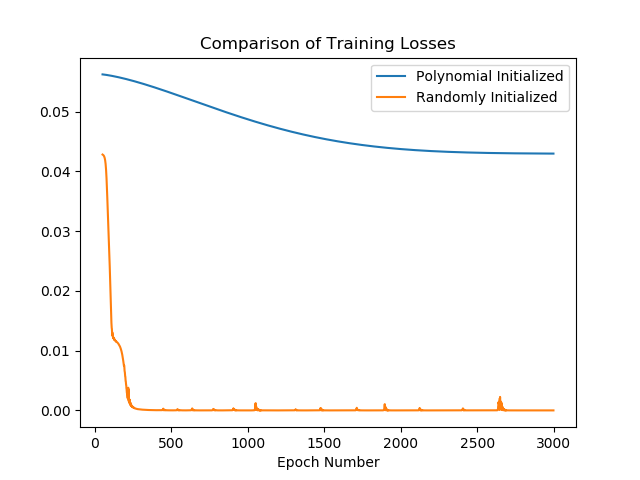 Comparison of Training Losses
Polynomial Initialized
Randomly Initialized
0.05
0.04
0.03
0.02
0.01
0.00
0 500 1000 1500 2000 2500 3000
Epoch Number